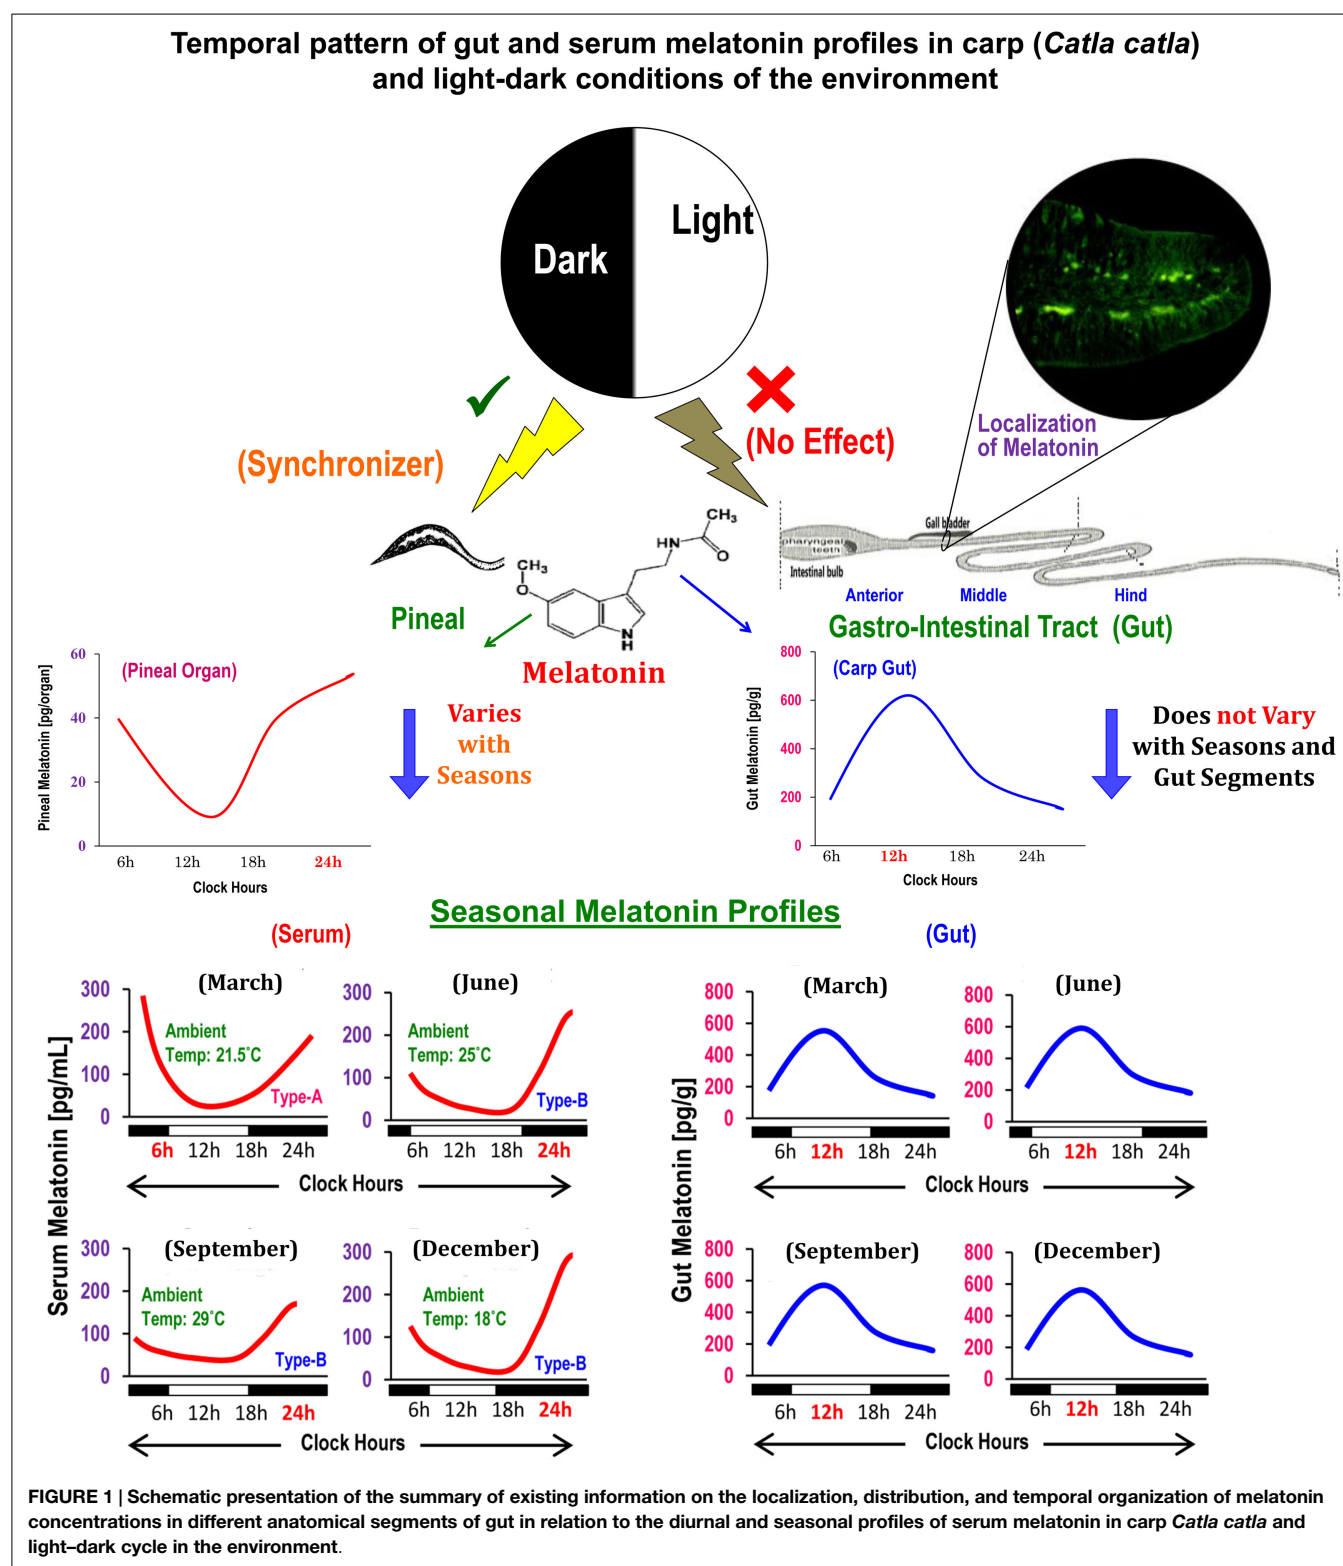 Temporal pattern of gut and serum melatonin profiles in carp (Catla catla)
and light-dark conditions of the environment
Dark
Light
(Synchronizer)
(No Effect)
Localization
of Melatonin
CH3
HN
O
CH3
O
N
H
Gall bladder
pharyngeal
teeth
Intestinal bulb
Anterior
Middle
Hind
Pineal
Melatonin
Gastro-Intestinal Tract (Gut)
Pineal Melatonin [pg/organ]
60
40
20
0
(Pineal Organ)
6h 12h 18h 24h
Clock Hours
Varies
with
Seasons
Gut Melatonin [pg/g]
800
600
400
200
0
(Carp Gut)
6h 12h 18h 24h
Clock Hours
Does not Vary
with Seasons and
Gut Segments
Seasonal Melatonin Profiles
(Serum)
(Gut)
Serum Melatonin [pg/mL]
300
200
100
0
(March)
Ambient
Temp: 21.5°C
Type-A
6h 12h 18h 24h
300
200
100
0
(June)
Ambient
Temp: 25°C
Type-B
6h 12h 18h 24h
Clock Hours
300
200
100
0
(September)
Ambient
Temp: 29°C
Type-B
6h 12h 18h 24h
300
200
100
0
(December)
Ambient
Temp: 18°C
Type-B
6h 12h 18h 24h
Clock Hours
Gut Melatonin [pg/g]
800
600
400
200
0
(March)
6h 12h 18h 24h
800
600
400
200
0
(June)
6h 12h 18h 24h
Clock Hours
800
600
400
200
0
(September)
6h 12h 18h 24h
800
600
400
200
0
(December)
6h 12h 18h 24h
Clock Hours
FIGURE 1 | Schematic presentation of the summary of existing information on the localization, distribution, and temporal organization of melatonin
concentrations in different anatomical segments of gut in relation to the diurnal and seasonal profiles of serum melatonin in carp Catla catla and
light–dark cycle in the environment.